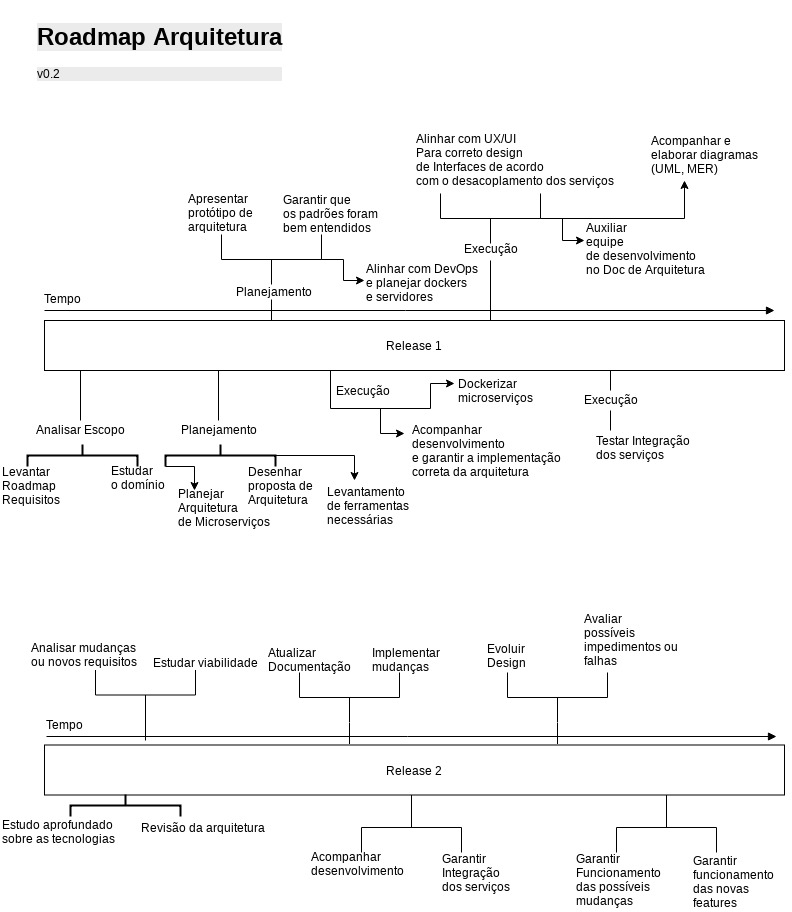 Roadmap Arquitetura
v0.2
Alinhar com UX/UI
Para correto design
de Interfaces de acordo
com o desacoplamento dos serviços
Acompanhar e
elaborar diagramas
(UML, MER)
Apresentar
protótipo de
arquitetura
Garantir que
os padrões foram
bem entendidos
Auxiliar
equipe
de desenvolvimento
no Doc de Arquitetura
Execução
Alinhar com DevOps
e planejar dockers
e servidores
Planejamento
Tempo
Release 1
Execução
Dockerizar
microserviços
Execução
Analisar Escopo
Planejamento
Acompanhar
desenvolvimento
e garantir a implementação
correta da arquitetura
Testar Integração
dos serviços
Levantar
Roadmap
Requisitos
Estudar
o domínio
Planejar
Arquitetura
de Microserviços
Desenhar
proposta de
Arquitetura
Levantamento
de ferramentas
necessárias
Analisar mudanças
ou novos requisitos
Estudar viabilidade
Atualizar
Documentação
Implementar
mudanças
Evoluir
Design
Avaliar
possíveis
impedimentos ou
falhas
Tempo
Release 2
Estudo aprofundado
sobre as tecnologias
Revisão da arquitetura
Acompanhar
desenvolvimento
Garantir
Integração
dos serviços
Garantir
Funcionamento
das possíveis
mudanças
Garantir
funcionamento
das novas
features